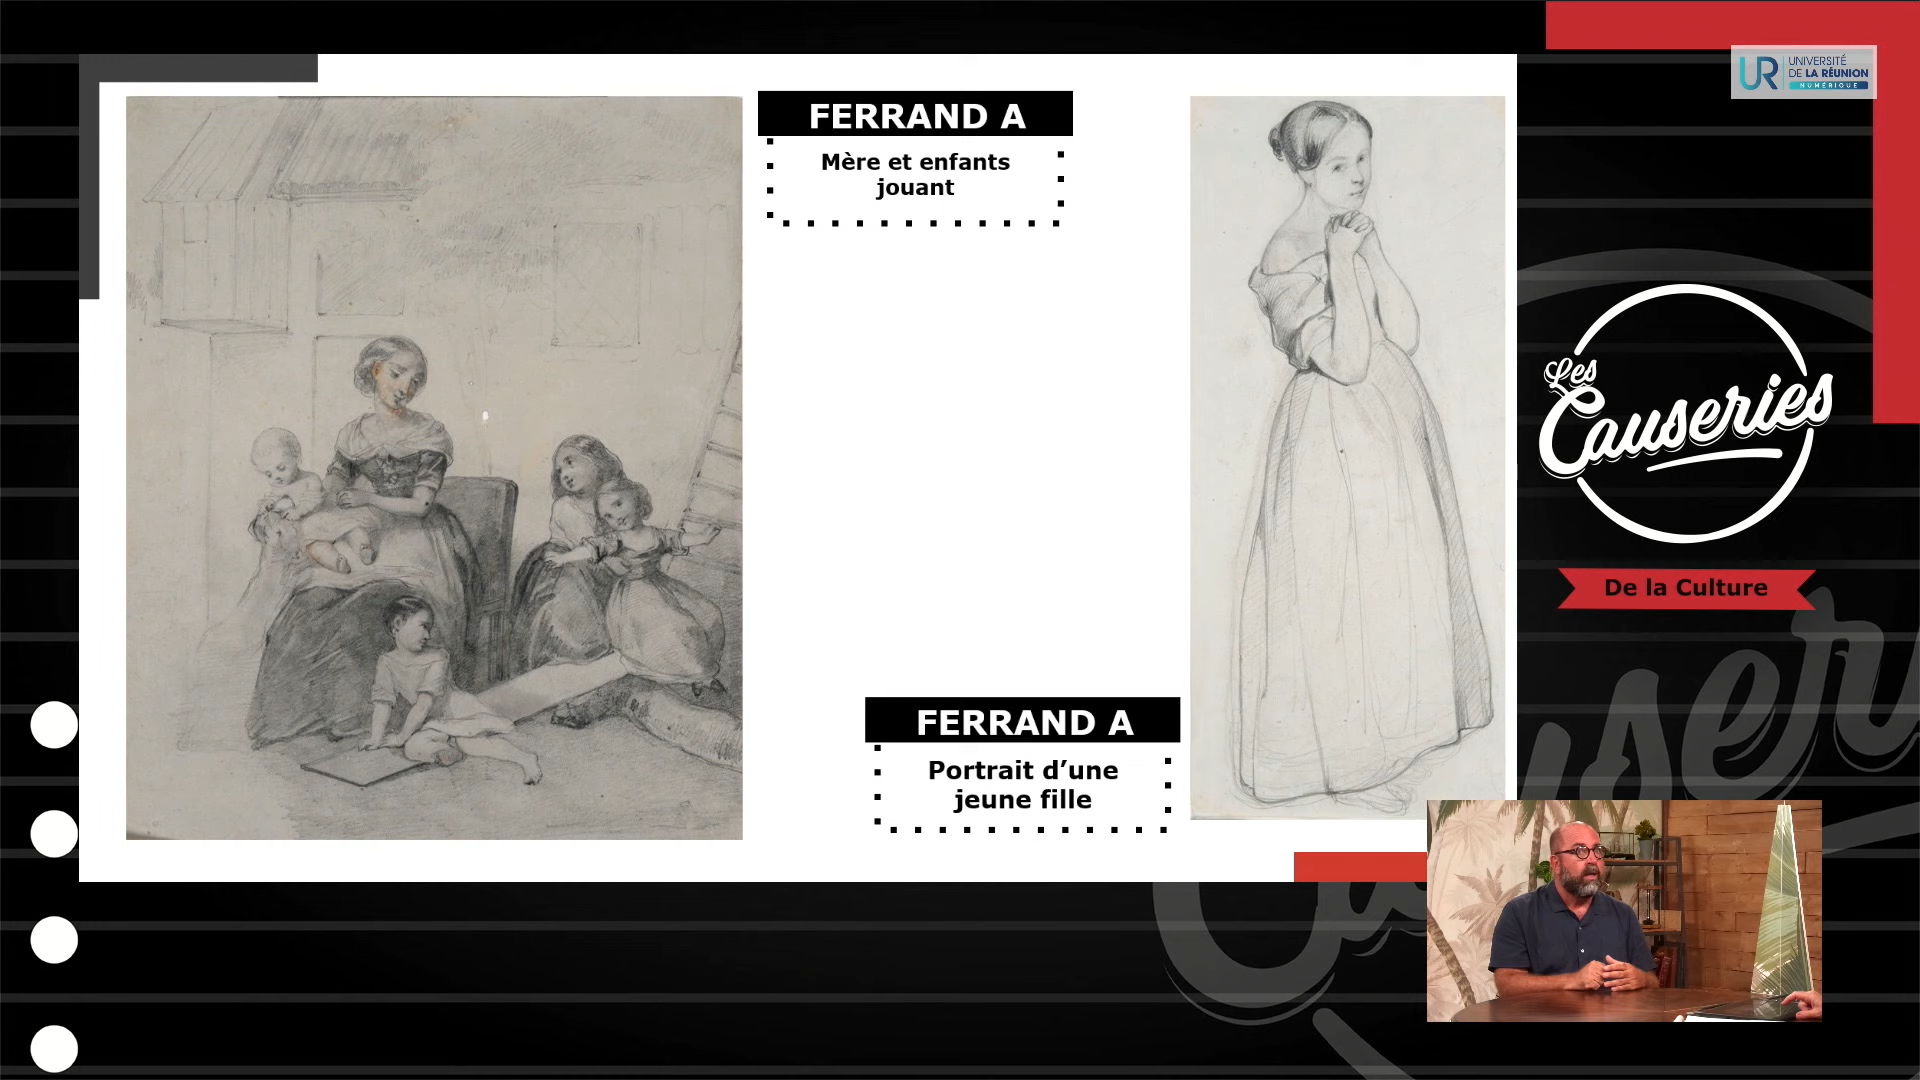 FERRAND A
Mère et enfants
jouant
FERRAND A
Portrait d’une
jeune fille
UR
UNIVERSITÉ
DE LA RÉUNION
NUMÉRIQUE
Les
Causeries
De la Culture